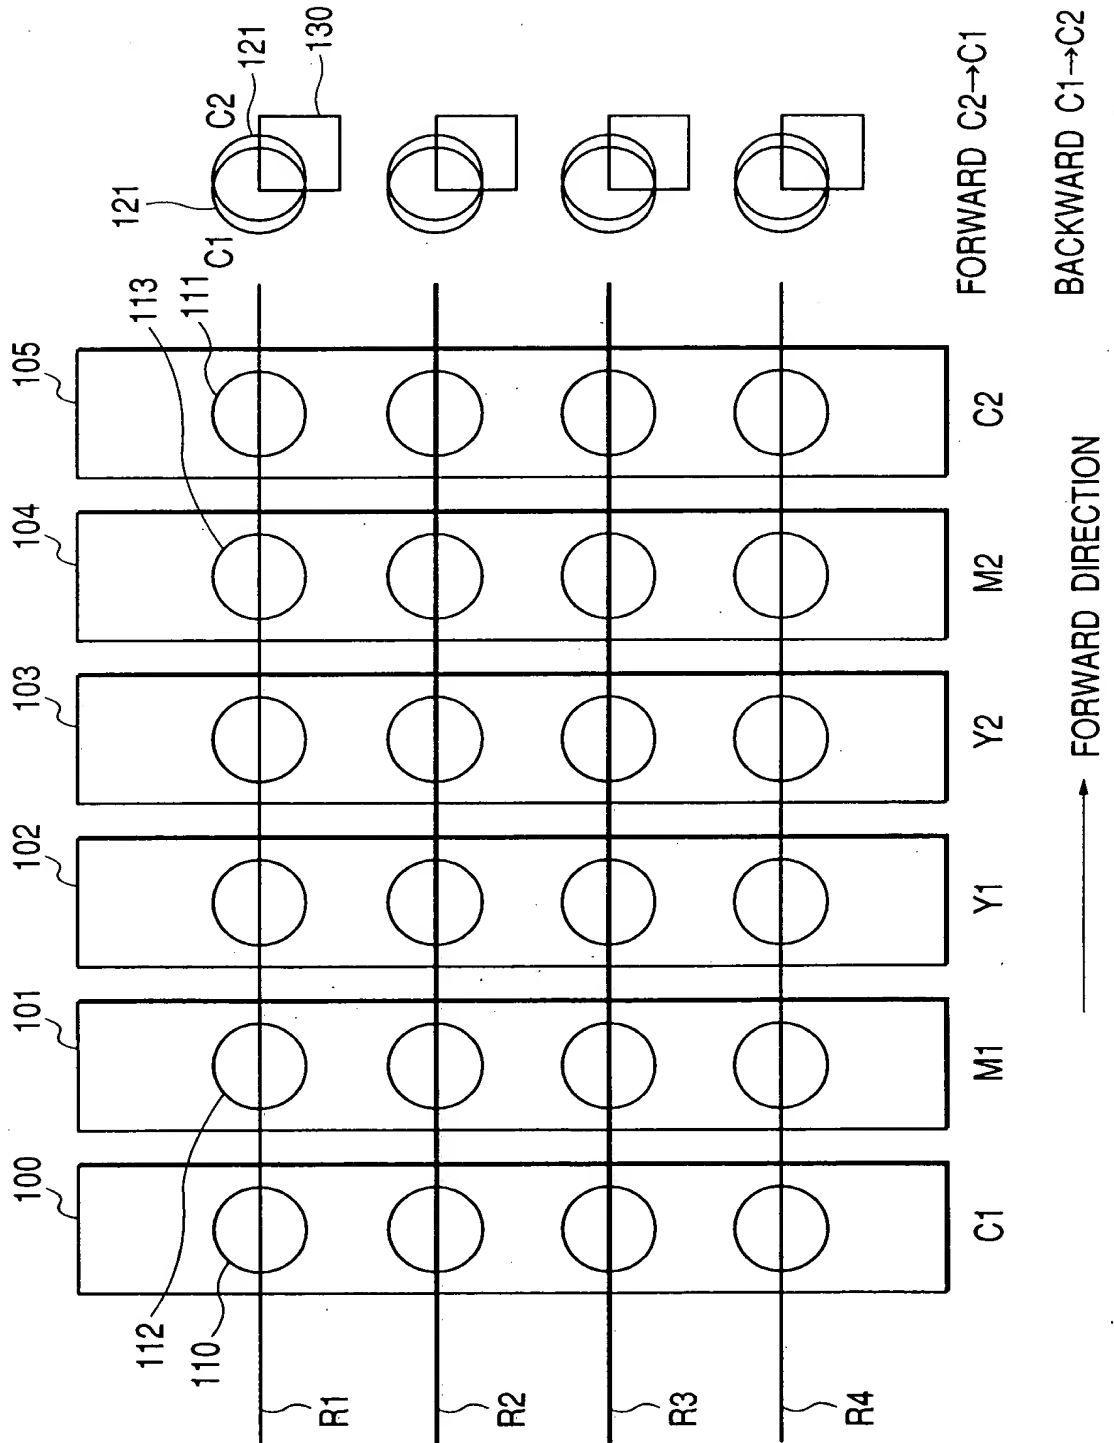 100
101
102
103
104
105
112
110
113
111
C1
121
C2
121
130
R1
R2
R3
R4
C1
M1
Y1
Y2
M2
C2
FORWARD C2→C1
BACKWARD C1→C2
→ FORWARD DIRECTION